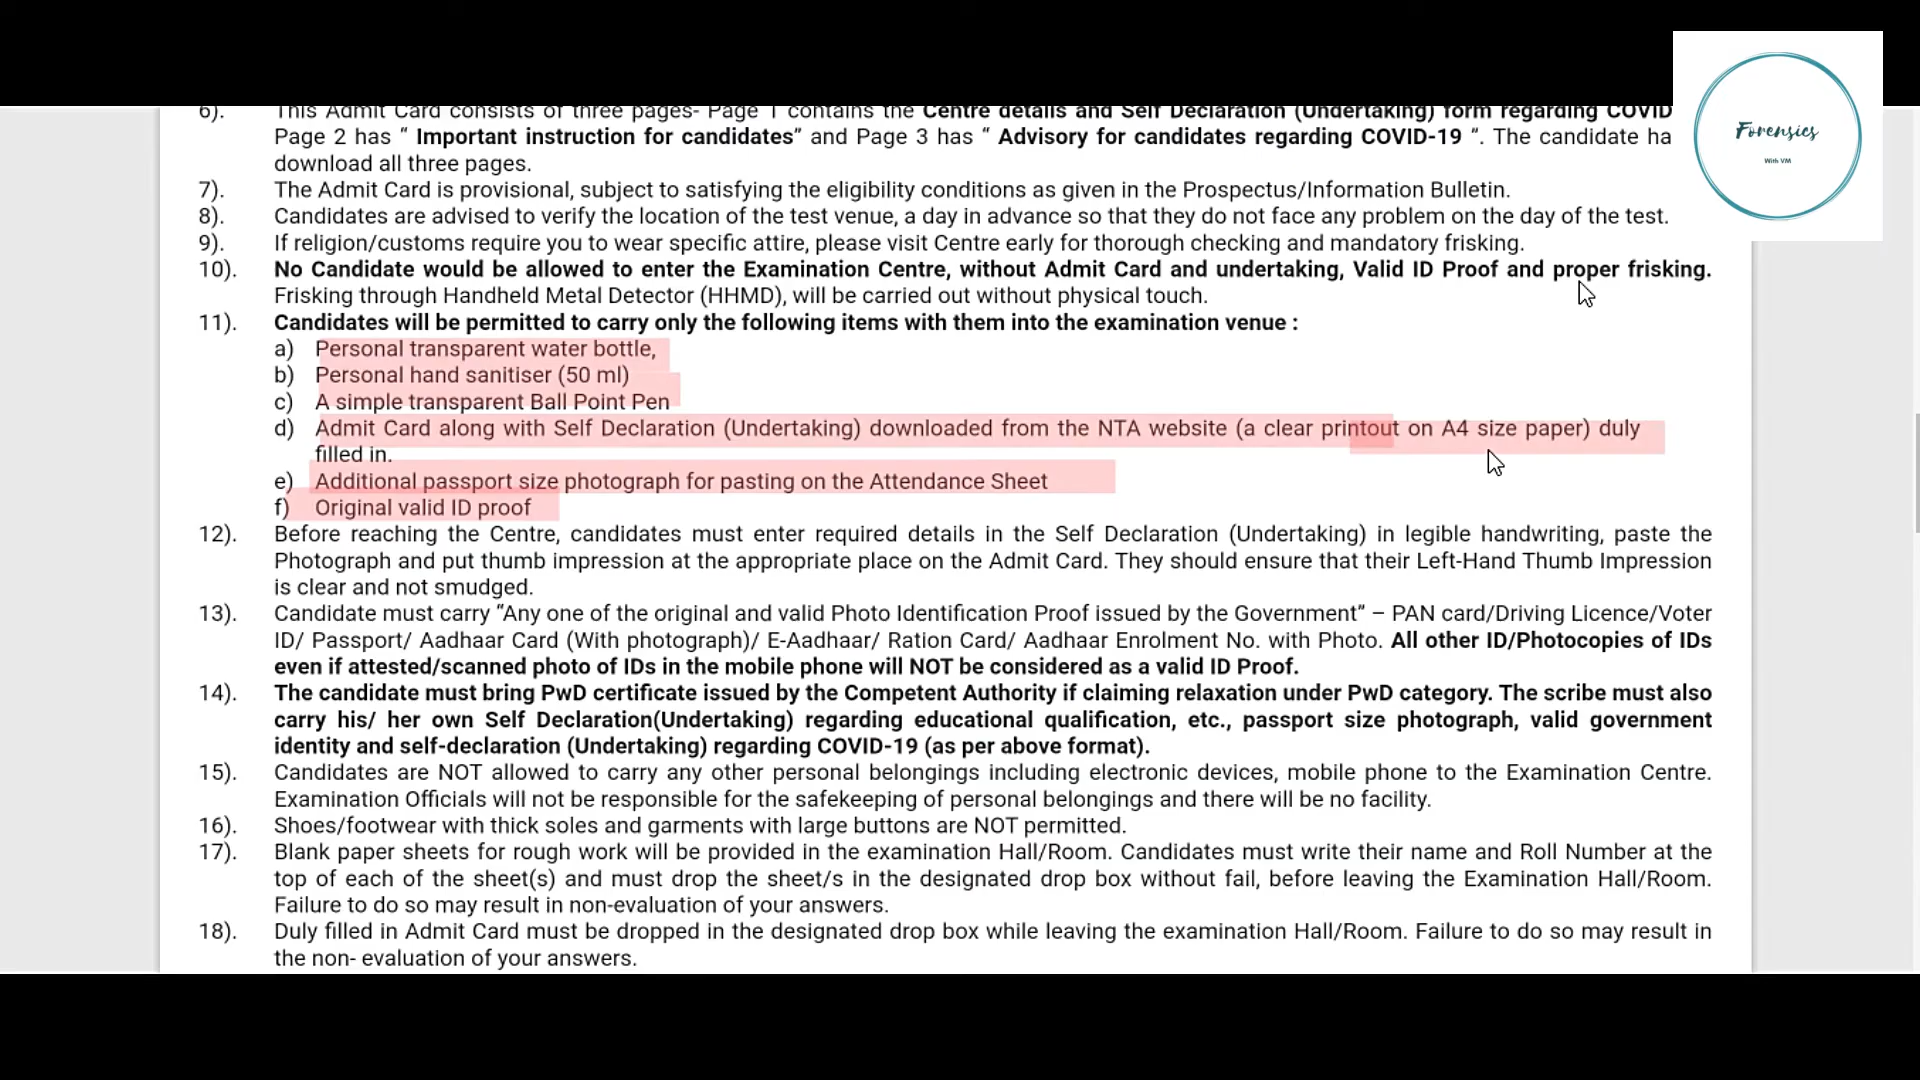 6). This Admit Card consists of three pages- Page 1 contains the Centre details and Self Declaration (Undertaking) form regarding COVID
Page 2 has “ Important instruction for candidates” and Page 3 has “ Advisory for candidates regarding COVID-19 “. The candidate ha
download all three pages.
7). The Admit Card is provisional, subject to satisfying the eligibility conditions as given in the Prospectus/Information Bulletin.
8). Candidates are advised to verify the location of the test venue, a day in advance so that they do not face any problem on the day of the test.
9). If religion/customs require you to wear specific attire, please visit Centre early for thorough checking and mandatory frisking.
10). No Candidate would be allowed to enter the Examination Centre, without Admit Card and undertaking, Valid ID Proof and proper frisking.
Frisking through Handheld Metal Detector (HHMD), will be carried out without physical touch.
11). Candidates will be permitted to carry only the following items with them into the examination venue :
a) Personal transparent water bottle,
b) Personal hand sanitiser (50 ml)
c) A simple transparent Ball Point Pen
d) Admit Card along with Self Declaration (Undertaking) downloaded from the NTA website (a clear printout on A4 size paper) duly
filled in.
e) Additional passport size photograph for pasting on the Attendance Sheet
f) Original valid ID proof
12). Before reaching the Centre, candidates must enter required details in the Self Declaration (Undertaking) in legible handwriting, paste the
Photograph and put thumb impression at the appropriate place on the Admit Card. They should ensure that their Left-Hand Thumb Impression
is clear and not smudged.
13). Candidate must carry “Any one of the original and valid Photo Identification Proof issued by the Government” – PAN card/Driving Licence/Voter
ID/ Passport/ Aadhaar Card (With photograph)/ E-Aadhaar/ Ration Card/ Aadhaar Enrolment No. with Photo. All other ID/Photocopies of IDs
even if attested/scanned photo of IDs in the mobile phone will NOT be considered as a valid ID Proof.
14). The candidate must bring PwD certificate issued by the Competent Authority if claiming relaxation under PwD category. The scribe must also
carry his/ her own Self Declaration(Undertaking) regarding educational qualification, etc., passport size photograph, valid government
identity and self-declaration (Undertaking) regarding COVID-19 (as per above format).
15). Candidates are NOT allowed to carry any other personal belongings including electronic devices, mobile phone to the Examination Centre.
Examination Officials will not be responsible for the safekeeping of personal belongings and there will be no facility.
16). Shoes/footwear with thick soles and garments with large buttons are NOT permitted.
17). Blank paper sheets for rough work will be provided in the examination Hall/Room. Candidates must write their name and Roll Number at the
top of each of the sheet(s) and must drop the sheet/s in the designated drop box without fail, before leaving the Examination Hall/Room.
Failure to do so may result in non-evaluation of your answers.
18). Duly filled in Admit Card must be dropped in the designated drop box while leaving the examination Hall/Room. Failure to do so may result in
the non- evaluation of your answers.
Forensics
With VM